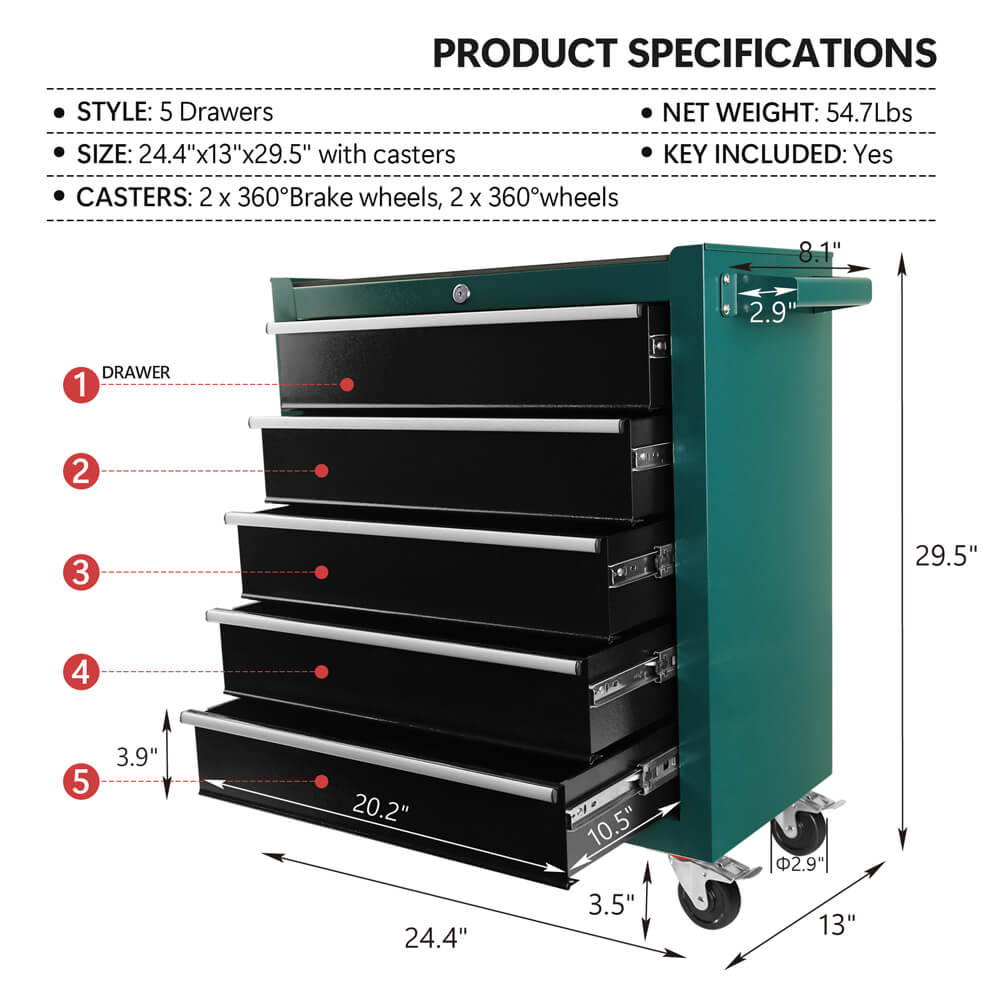 PRODUCT SPECIFICATIONS
• STYLE: 5 Drawers
• NET WEIGHT: 54.7Lbs
• SIZE: 24.4"x13"x29.5" with casters
• KEY INCLUDED: Yes
• CASTERS: 2 x 360°Brake wheels, 2 x 360°wheels
8.1"
2.9"
1 DRAWER
2
3
29.5"
4
3.9"
5
20.2"
10.5"
Φ2.9"
3.5"
13"
24.4"